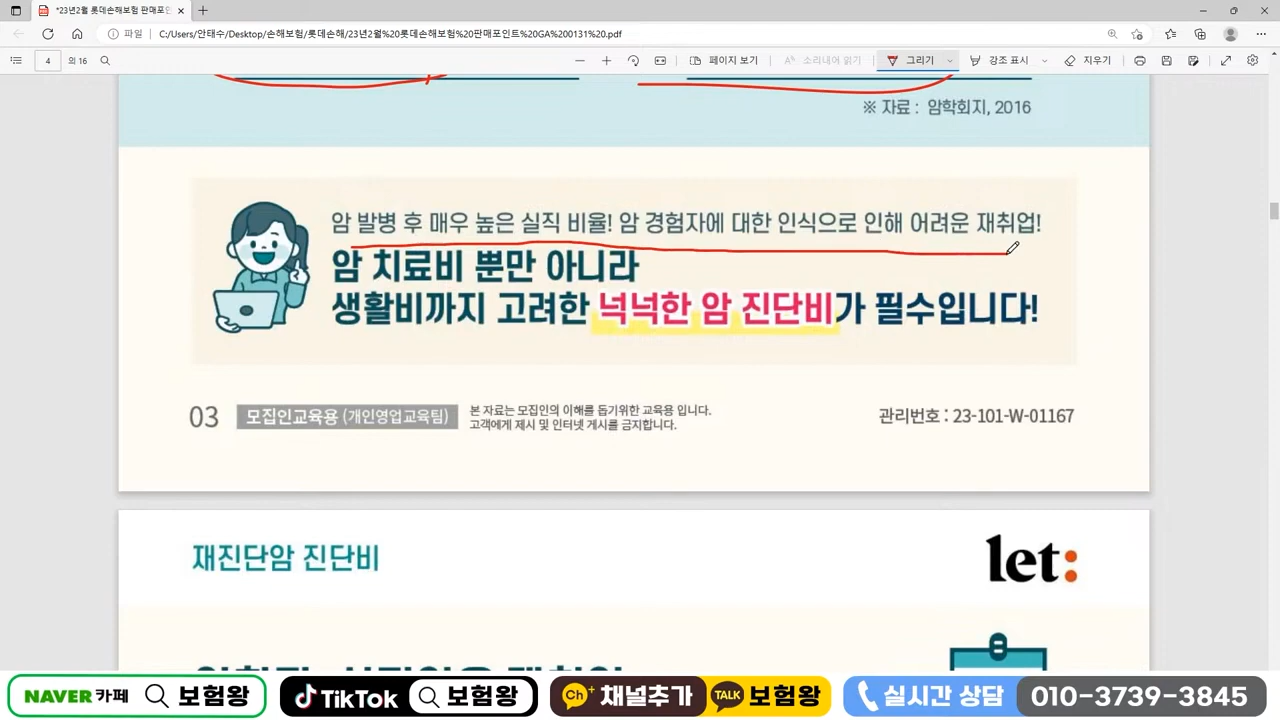 *23년2월 롯데손해보험 판매포인
파일
C:/Users/안태수/Desktop/손해보험/롯데손해/23년2월%20롯데손해보험%20판매포인트%20GA%200131%20.pdf
4 의 16
페이지 보기
소리내어 읽기
그리기
강조 표시
지우기
※ 자료 : 암학회지, 2016
암 발병 후 매우 높은 실직 비율! 암 경험자에 대한 인식으로 인해 어려운 재취업!
암 치료비 뿐만 아니라
생활비까지 고려한 넉넉한 암 진단비가 필수입니다!
03 모집인교육용 (개인영업교육팀)
본 자료는 모집인의 이해를 돕기위한 교육용 입니다.
고객에게 제시 및 인터넷 게시를 금지합니다.
관리번호 : 23-101-W-01167
재진단암 진단비
let:
NAVER 카페 보험왕
TikTok 보험왕
Ch+ 채널추가 TALK 보험왕
실시간 상담 010-3739-3845